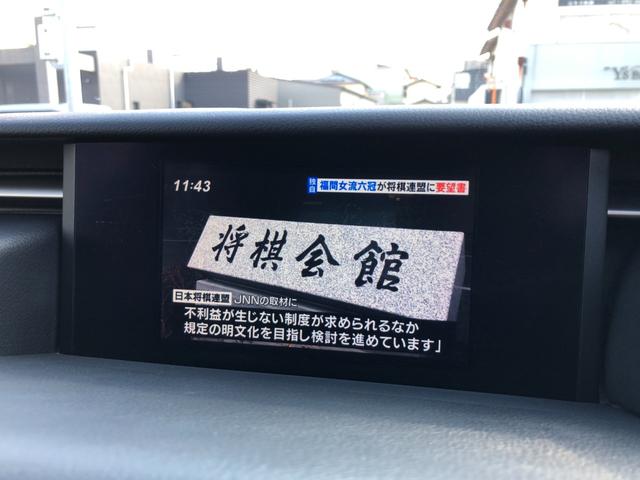 Y's
11:43
独自 福間女流六冠が将棋連盟に要望書
将棋会館
日本将棋連盟 JNNの取材に
不利益が生じない制度が求められるなか
規定の明文化を目指し検討を進めています」